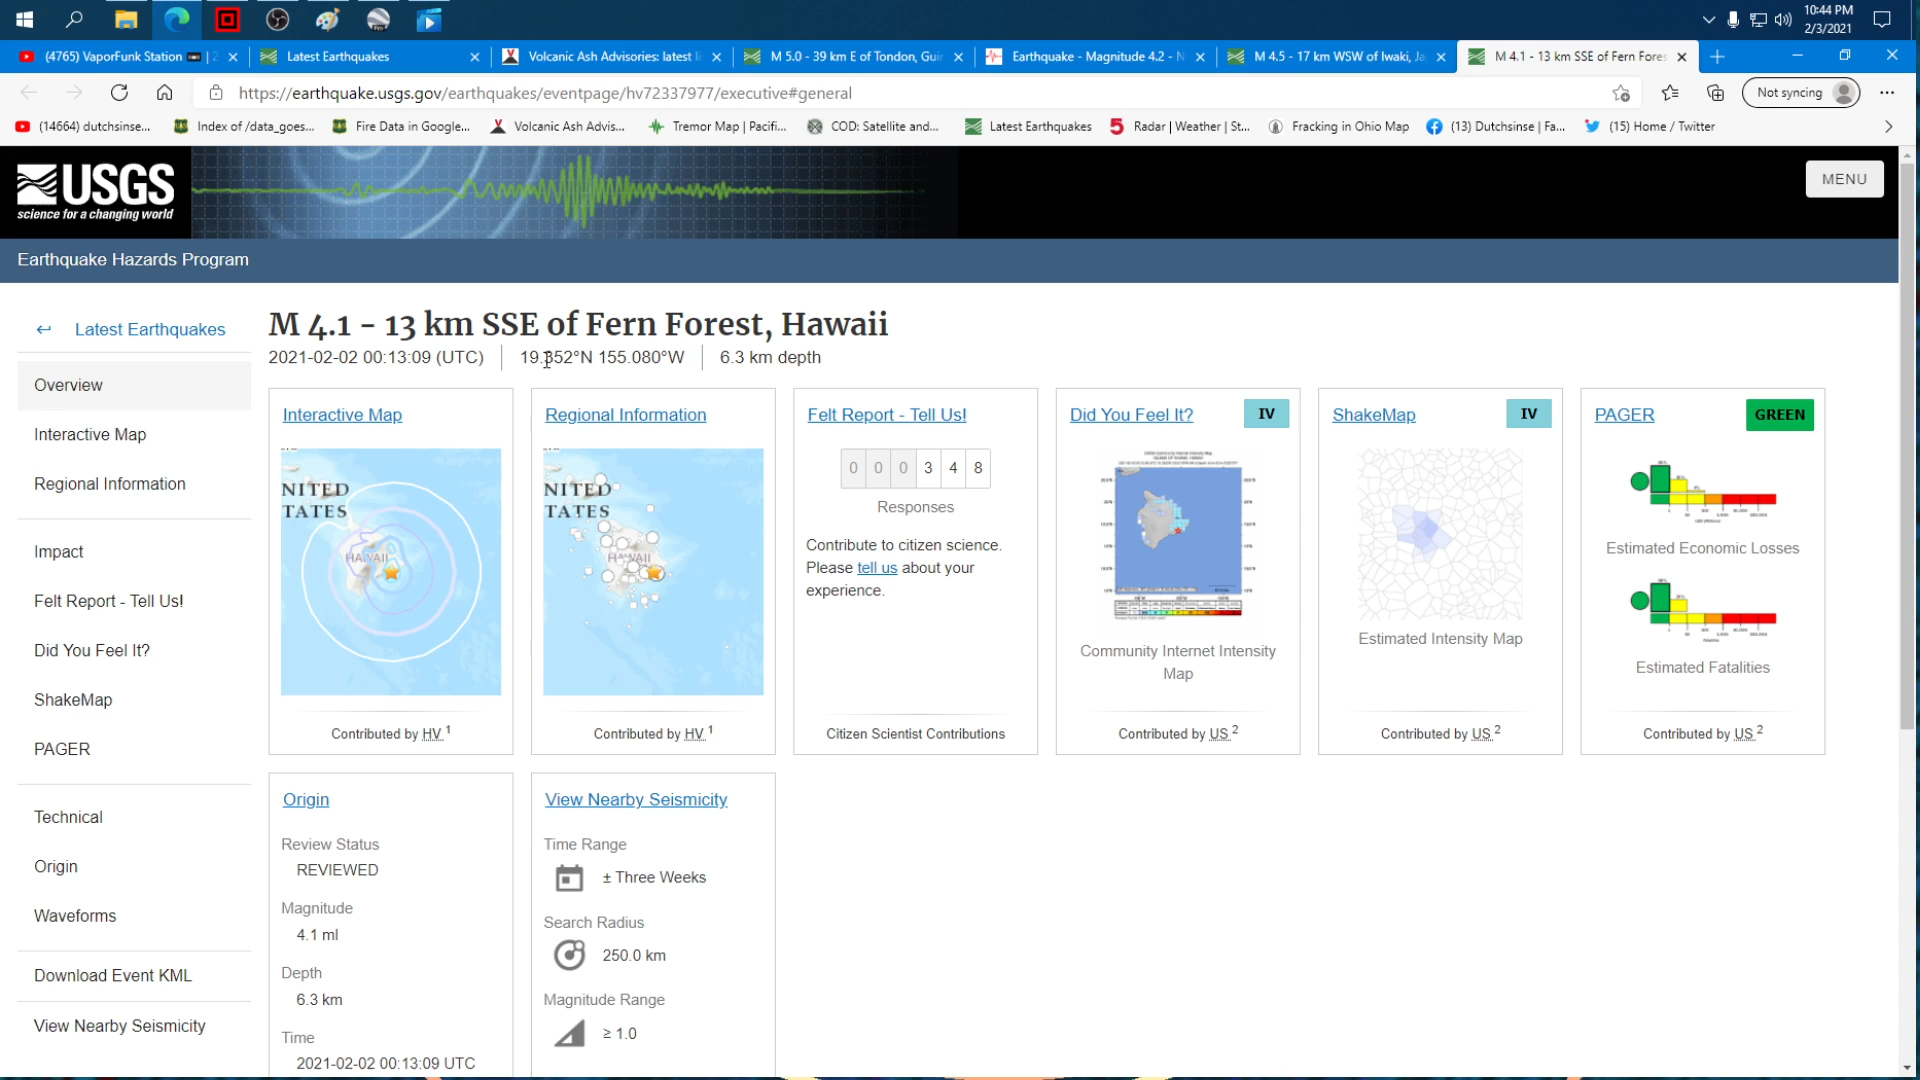 10:44 PM
2/3/2021
(4765) VaporFunk Station
Latest Earthquakes
Volcanic Ash Advisories: latest
M 5.0 - 39 km E of Tondon, Gui
Earthquake - Magnitude 4.2 - N
M 4.5 - 17 km WSW of Iwaki, Ja
M 4.1 - 13 km SSE of Fern Fores
https://earthquake.usgs.gov/earthquakes/eventpage/hv72337977/executive#general
Not syncing
(14664) dutchsinse...
Index of /data_goes...
Fire Data in Google...
Volcanic Ash Advis...
Tremor Map | Pacifi...
COD: Satellite and...
Latest Earthquakes
Radar | Weather | St...
Fracking in Ohio Map
(13) Dutchsinse | Fa...
(15) Home / Twitter
USGS
science for a changing world
MENU
Earthquake Hazards Program
Latest Earthquakes
Overview
Interactive Map
Regional Information
Impact
Felt Report - Tell Us!
Did You Feel It?
ShakeMap
PAGER
Technical
Origin
Waveforms
Download Event KML
View Nearby Seismicity
M 4.1 - 13 km SSE of Fern Forest, Hawaii
2021-02-02 00:13:09 (UTC)
19.352°N 155.080°W
6.3 km depth
Interactive Map
NITED
TATES
HAWAII
Contributed by HV 1
Regional Information
NITED
TATES
HAWAII
Contributed by HV 1
Felt Report - Tell Us!
0 0 0 3 4 8
Responses
Contribute to citizen science.
Please tell us about your
experience.
Citizen Scientist Contributions
Did You Feel It?
IV
Community Internet Intensity
Map
Contributed by US 2
ShakeMap
IV
Estimated Intensity Map
Contributed by US 2
PAGER
GREEN
Estimated Economic Losses
Estimated Fatalities
Contributed by US 2
Origin
Review Status
REVIEWED
Magnitude
4.1 ml
Depth
6.3 km
Time
2021-02-02 00:13:09 UTC
View Nearby Seismicity
Time Range
± Three Weeks
Search Radius
250.0 km
Magnitude Range
≥ 1.0